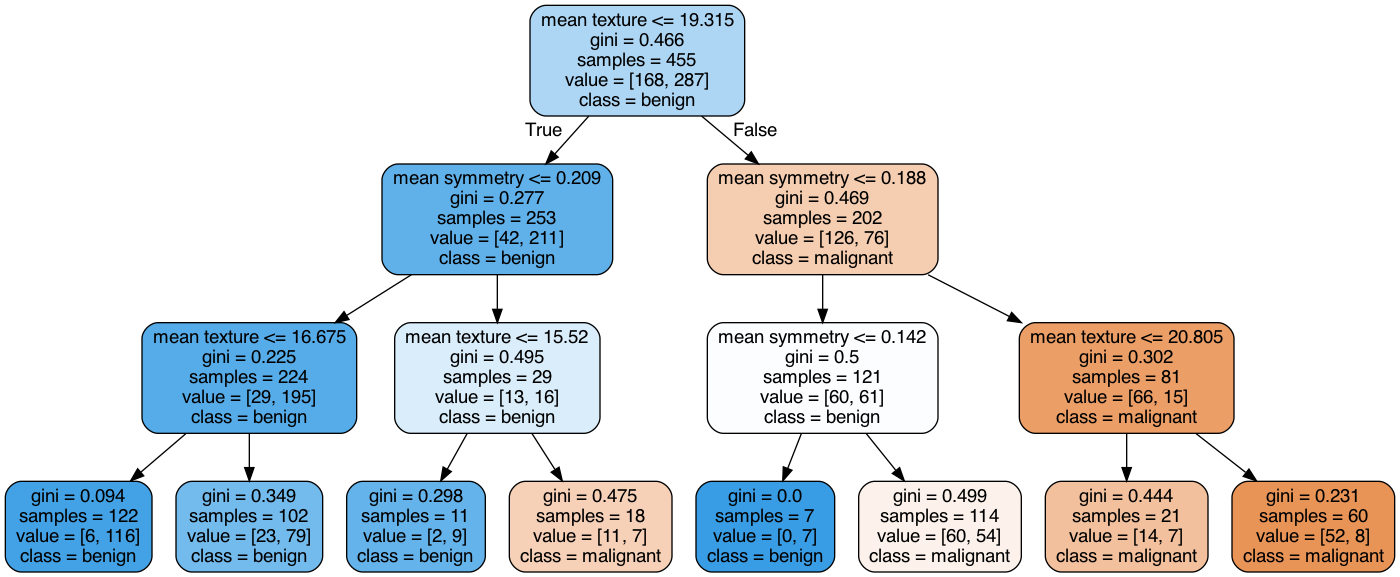 mean texture <= 19.315
gini = 0.466
samples = 455
value = [168, 287]
class = benign
True
False
mean symmetry <= 0.209
gini = 0.277
samples = 253
value = [42, 211]
class = benign
mean symmetry <= 0.188
gini = 0.469
samples = 202
value = [126, 76]
class = malignant
mean texture <= 16.675
gini = 0.225
samples = 224
value = [29, 195]
class = benign
mean texture <= 15.52
gini = 0.495
samples = 29
value = [13, 16]
class = benign
mean symmetry <= 0.142
gini = 0.5
samples = 121
value = [60, 61]
class = benign
mean texture <= 20.805
gini = 0.302
samples = 81
value = [66, 15]
class = malignant
gini = 0.094
samples = 122
value = [6, 116]
class = benign
gini = 0.349
samples = 102
value = [23, 79]
class = benign
gini = 0.298
samples = 11
value = [2, 9]
class = benign
gini = 0.475
samples = 18
value = [11, 7]
class = malignant
gini = 0.0
samples = 7
value = [0, 7]
class = benign
gini = 0.499
samples = 114
value = [60, 54]
class = malignant
gini = 0.444
samples = 21
value = [14, 7]
class = malignant
gini = 0.231
samples = 60
value = [52, 8]
class = malignant